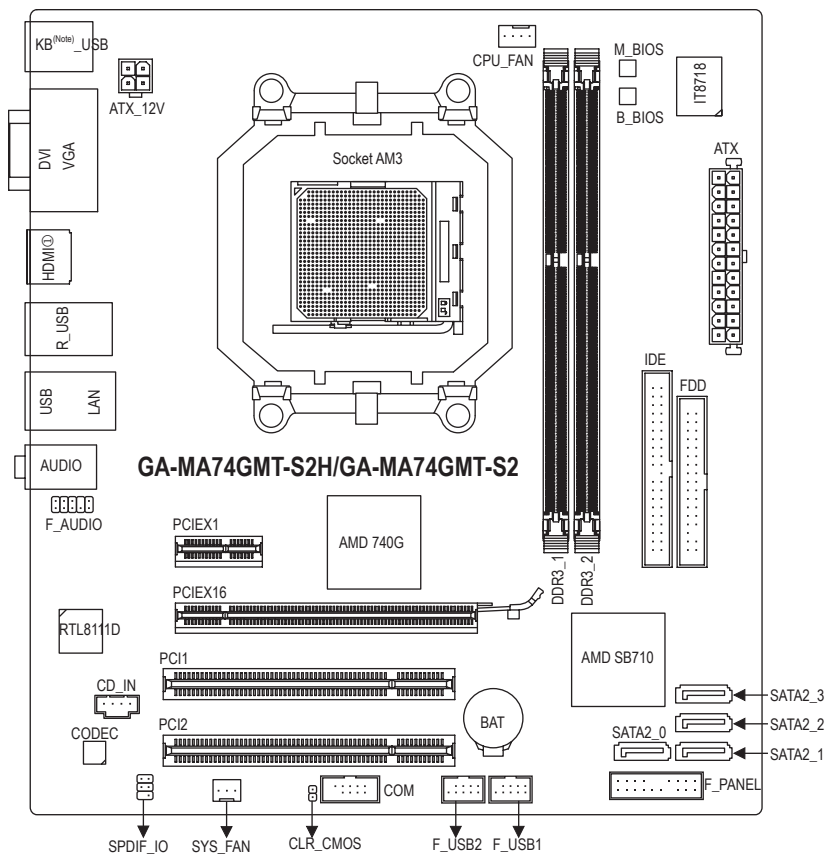 KB(Note)_USB
CPU_FAN
M_BIOS
IT8718
ATX_12V
B_BIOS
DVI
VGA
Socket AM3
ATX
HDMI①
R_USB
IDE
FDD
USB
LAN
GA-MA74GMT-S2H/GA-MA74GMT-S2
AUDIO
F_AUDIO
PCIEX1
AMD 740G
DDR3_1
DDR3_2
PCIEX16
RTL8111D
AMD SB710
PCI1
CD_IN
SATA2_3
BAT
SATA2_2
CODEC
PCI2
SATA2_0
SATA2_1
COM
F_PANEL
SPDIF_IO
SYS_FAN
CLR_CMOS
F_USB2
F_USB1